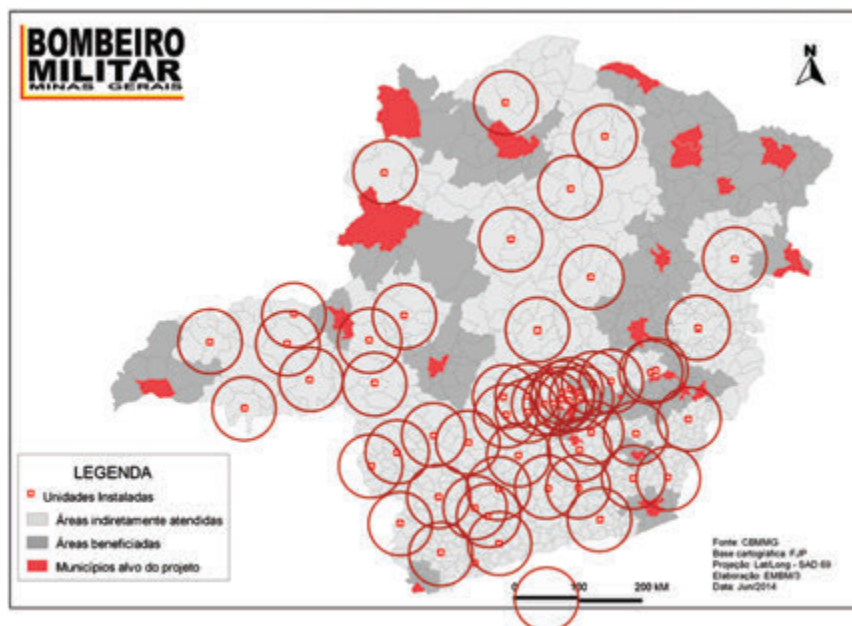 BOMBEIRO
MILITAR
MINAS GERAIS
N
LEGENDA
Unidades Instaladas
Áreas indiretamente atendidas
Áreas beneficiadas
Municípios alvo do projeto
Fonte: CBMMG
Base cartográfica: FJP
Projeção: Lat/Long - SAD 69
Elaboração: EMBM/3
Data: Jun/2014
0 100 200 KM